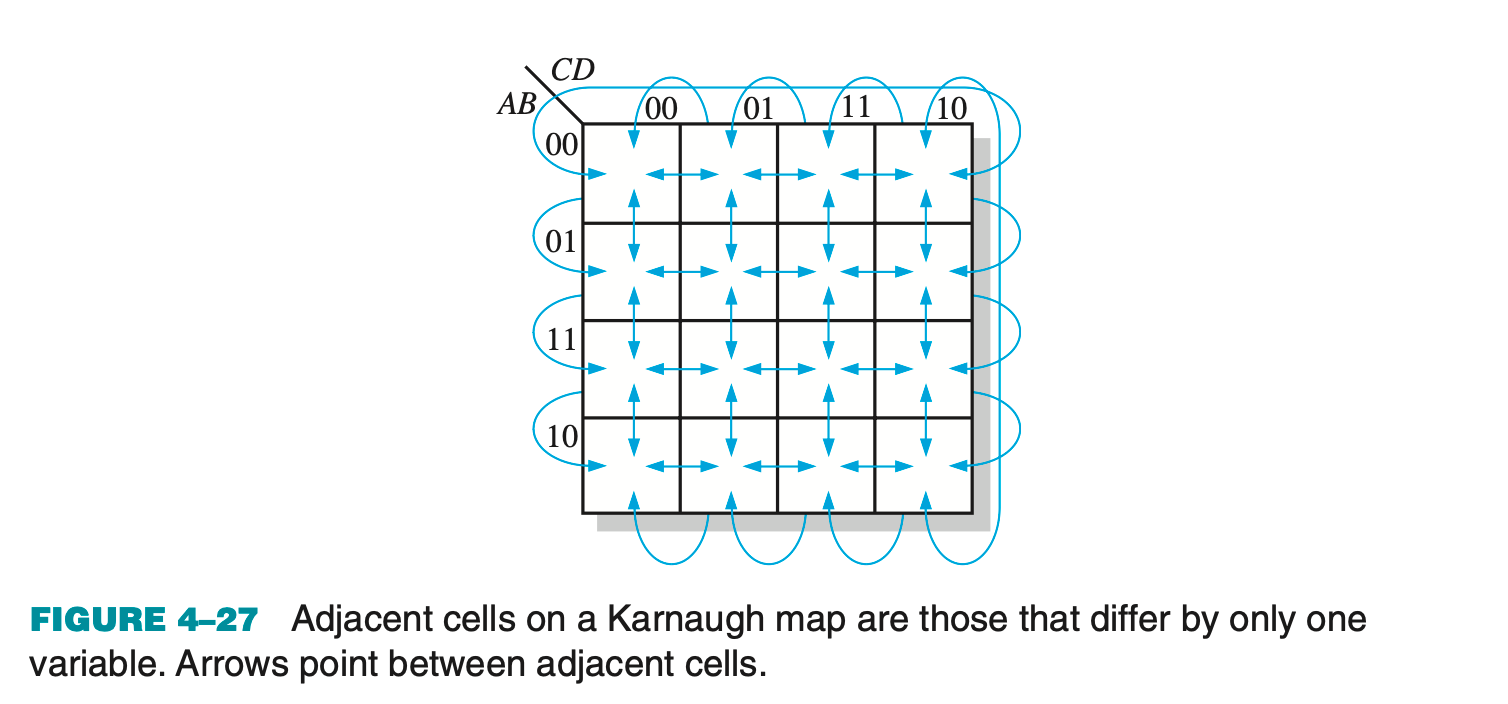 CD
AB
00 01 11 10
00
01
11
10
FIGURE 4–27 Adjacent cells on a Karnaugh map are those that differ by only one
variable. Arrows point between adjacent cells.